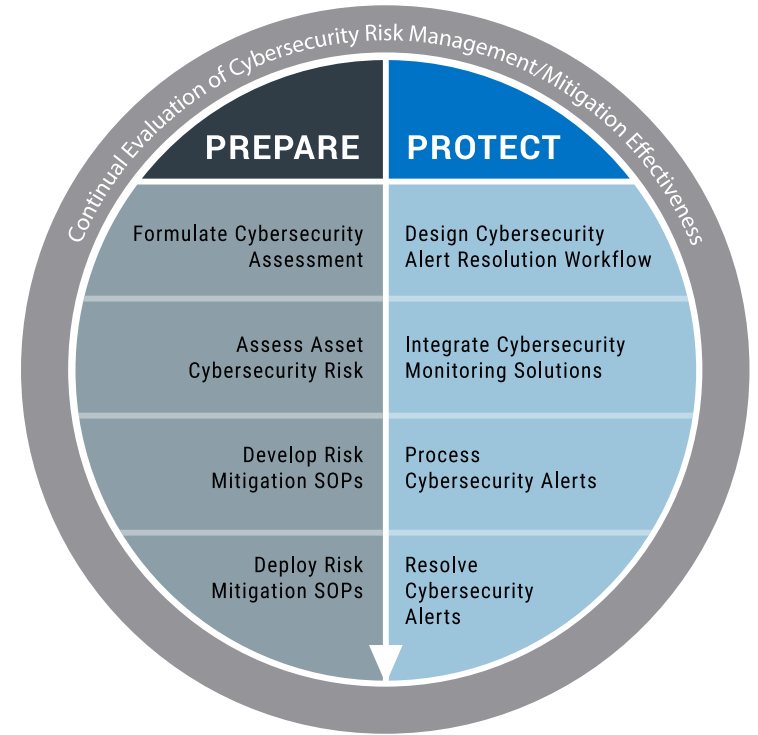 Continual Evaluation of Cybersecurity Risk Management/Mitigation Effectiveness
PREPARE
Formulate Cybersecurity
Assessment
Assess Asset
Cybersecurity Risk
Develop Risk
Mitigation SOPs
Deploy Risk
Mitigation SOPs
PROTECT
Design Cybersecurity
Alert Resolution Workflow
Integrate Cybersecurity
Monitoring Solutions
Process
Cybersecurity Alerts
Resolve
Cybersecurity
Alerts